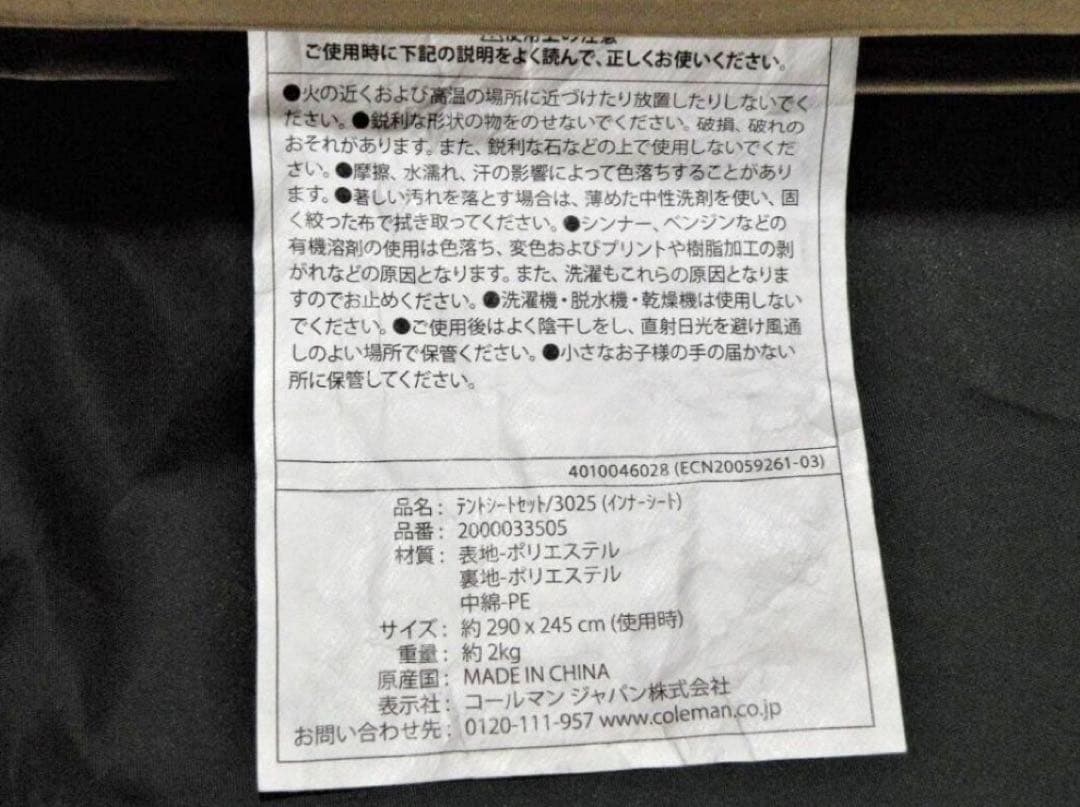 使用上の注意
ご使用時に下記の説明をよく読んで、正しくお使いください。
●火の近くおよび高温の場所に近づけたり放置したりしないでく
ださい。●鋭利な形状の物をのせないでください。破損、破れの
おそれがあります。また、鋭利な石などの上で使用しないでくだ
さい。●摩擦、水濡れ、汗の影響によって色落ちすることがあり
ます。●著しい汚れを落とす場合は、薄めた中性洗剤を使い、固
く絞った布で拭き取ってください。●シンナー、ベンジンなどの
有機溶剤の使用は色落ち、変色およびプリントや樹脂加工の剥
がれなどの原因となります。また、洗濯もこれらの原因となりま
すのでお止めください。●洗濯機・脱水機・乾燥機は使用しない
でください。●ご使用後はよく陰干しをし、直射日光を避け風通
しのよい場所で保管ください。●小さなお子様の手の届かない
所に保管してください。
4010046028 (ECN20059261-03)
品名: ﾃﾝﾄｼｰﾄｾｯﾄ/3025 (ｲﾝﾅｰｼｰﾄ)
品番: 2000033505
材質: 表地-ポリエステル
裏地-ポリエステル
中綿-PE
サイズ: 約 290 x 245 cm (使用時)
重量: 約 2kg
原産国: MADE IN CHINA
表示社: コールマン ジャパン株式会社
お問い合わせ先: 0120-111-957 www.coleman.co.jp